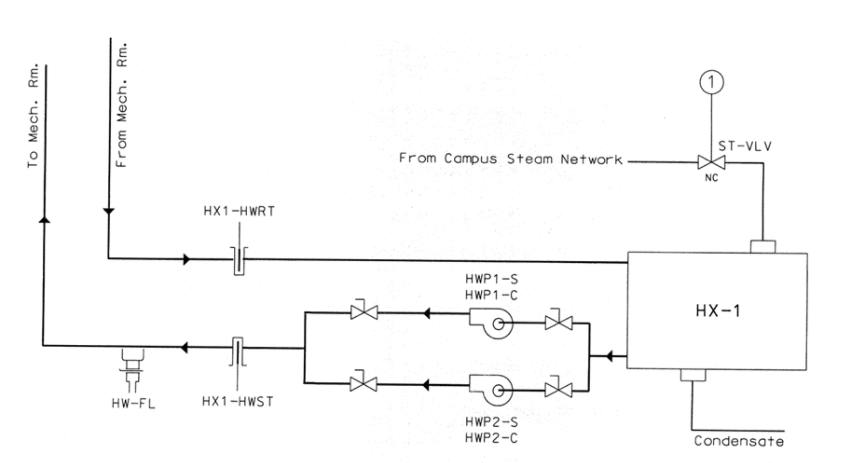 To Mech. Rm.
From Mech. Rm.
1
ST-VLV
From Campus Steam Network
NC
HX1-HWRT
HWP1-S
HWP1-C
HX-1
HW-FL
HX1-HWST
HWP2-S
HWP2-C
Condensate